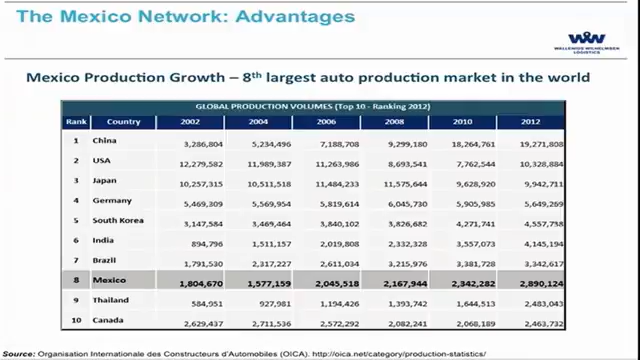 The Mexico Network: Advantages
WALLENIUS WILHELMSEN
LOGISTICS
Mexico Production Growth – 8th largest auto production market in the world
GLOBAL PRODUCTION VOLUMES (Top 10 - Ranking 2012)
Rank Country 2002 2004 2006 2008 2010 2012
1 China 3,286,804 5,234,496 7,188,708 9,299,180 18,264,761 19,271,808
2 USA 12,279,582 11,989,387 11,263,986 8,693,541 7,762,544 10,328,884
3 Japan 10,257,315 10,511,518 11,484,233 11,575,644 9,628,920 9,942,711
4 Germany 5,469,309 5,569,954 5,819,614 6,045,730 5,905,985 5,649,269
5 South Korea 3,147,584 3,469,464 3,840,102 3,826,682 4,271,741 4,557,738
6 India 894,796 1,511,157 2,019,808 2,332,328 3,557,073 4,145,194
7 Brazil 1,791,530 2,317,227 2,611,034 3,215,976 3,381,728 3,342,617
8 Mexico 1,804,670 1,577,159 2,045,518 2,167,944 2,342,282 2,890,124
9 Thailand 584,951 927,981 1,194,426 1,393,742 1,644,513 2,483,043
10 Canada 2,629,437 2,711,536 2,572,292 2,082,241 2,068,189 2,463,732
Source: Organisation Internationale des Constructeurs d'Automobiles (OICA). http://oica.net/category/production-statistics/